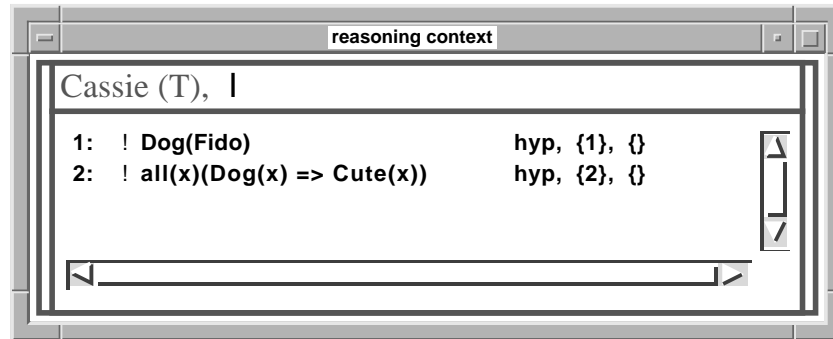 reasoning context
Cassie (T), l
1: ! Dog(Fido) hyp, {1}, {}
2: ! all(x)(Dog(x) => Cute(x)) hyp, {2}, {}